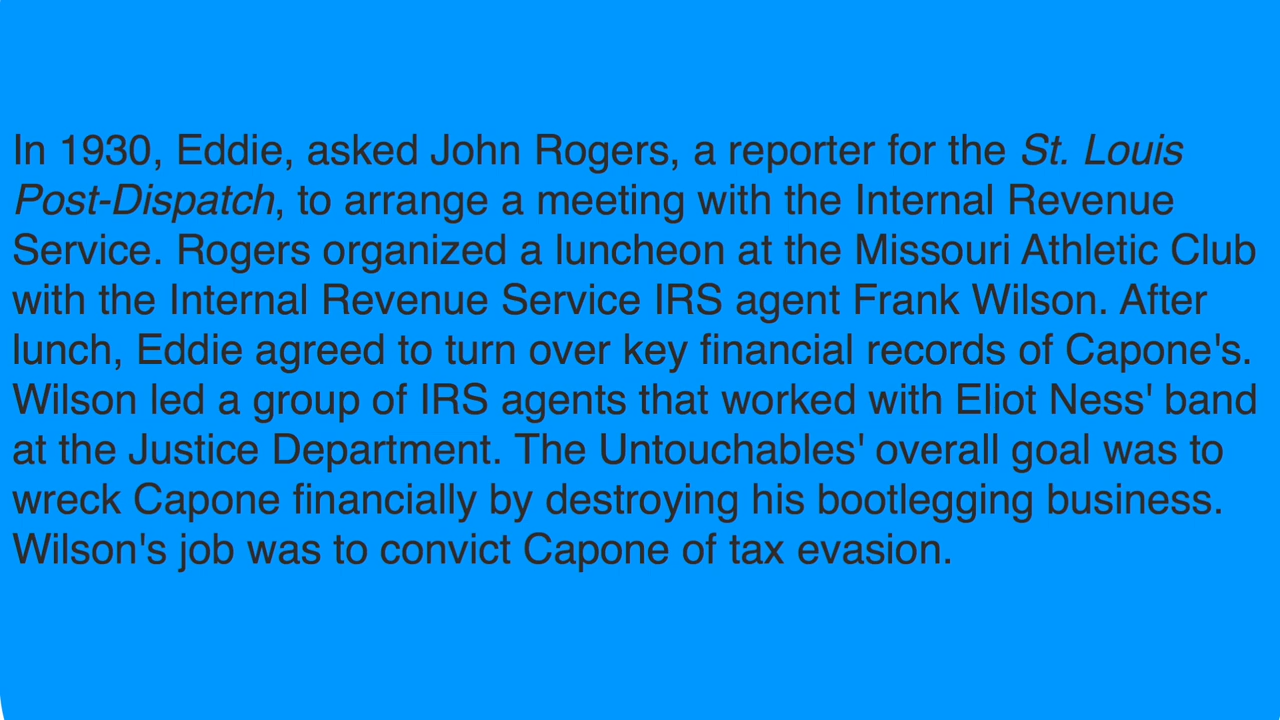 In 1930, Eddie, asked John Rogers, a reporter for the St. Louis
Post-Dispatch, to arrange a meeting with the Internal Revenue
Service. Rogers organized a luncheon at the Missouri Athletic Club
with the Internal Revenue Service IRS agent Frank Wilson. After
lunch, Eddie agreed to turn over key financial records of Capone's.
Wilson led a group of IRS agents that worked with Eliot Ness' band
at the Justice Department. The Untouchables' overall goal was to
wreck Capone financially by destroying his bootlegging business.
Wilson's job was to convict Capone of tax evasion.